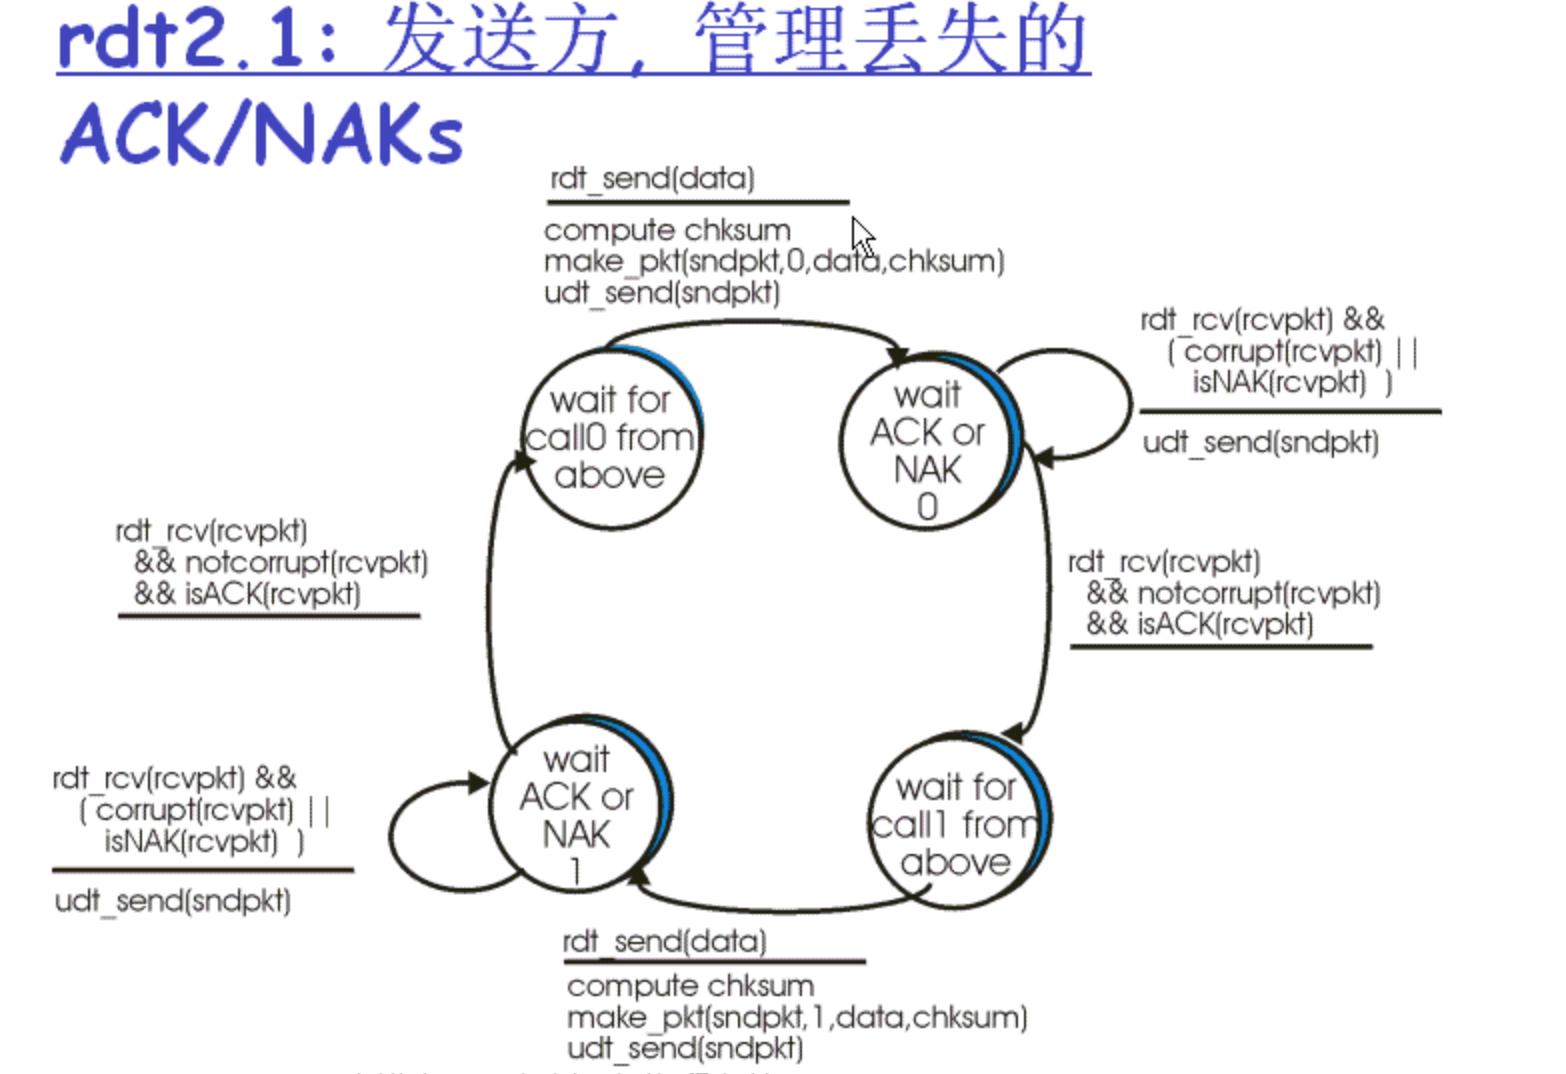 rdt2.1: 发送方, 管理丢失的
ACK/NAKs
rdt_send(data)
compute chksum
make_pkt(sndpkt,0,data,chksum)
udt_send(sndpkt)
rdt_rcv(rcvpkt) &&
( corrupt(rcvpkt) ||
isNAK(rcvpkt) )
udt_send(sndpkt)
wait for
call0 from
above
wait
ACK or
NAK
0
rdt_rcv(rcvpkt)
&& notcorrupt(rcvpkt)
&& isACK(rcvpkt)
rdt_rcv(rcvpkt)
&& notcorrupt(rcvpkt)
&& isACK(rcvpkt)
wait
ACK or
NAK
1
wait for
call1 from
above
rdt_rcv(rcvpkt) &&
( corrupt(rcvpkt) ||
isNAK(rcvpkt) )
udt_send(sndpkt)
rdt_send(data)
compute chksum
make_pkt(sndpkt,1,data,chksum)
udt_send(sndpkt)